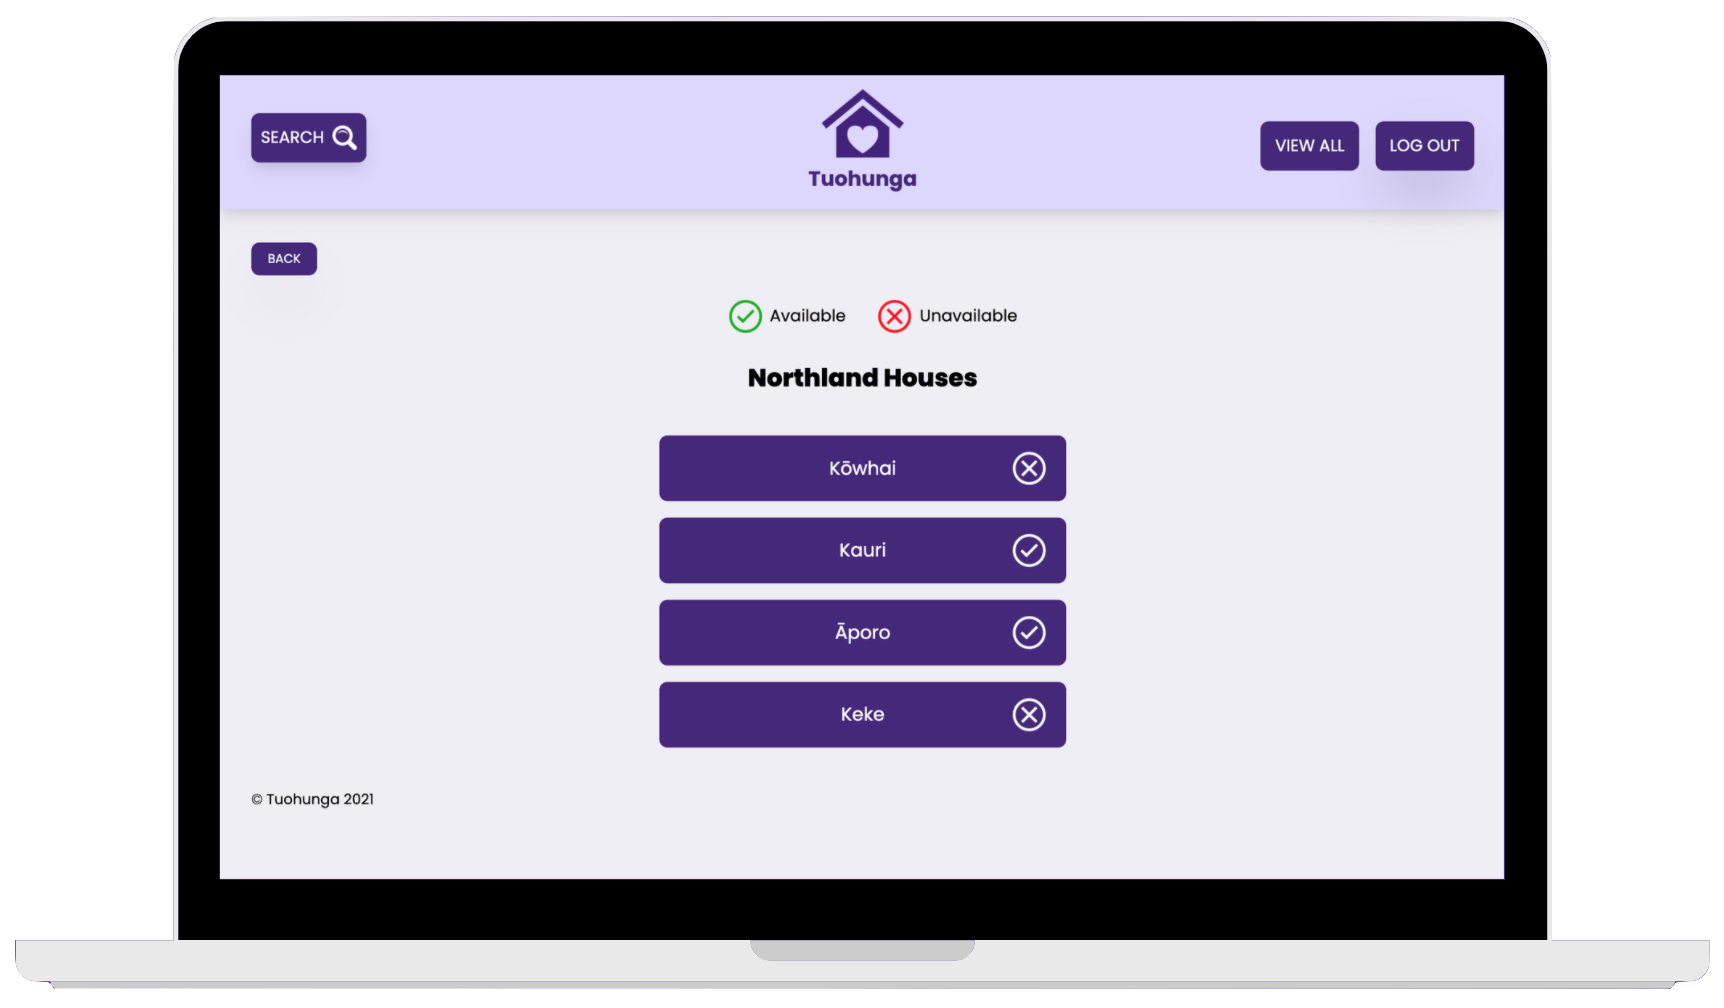 SEARCH
Tuohunga
VIEW ALL
LOG OUT
BACK
Available
Unavailable
Northland Houses
Kōwhai
Kauri
Āporo
Keke
© Tuohunga 2021